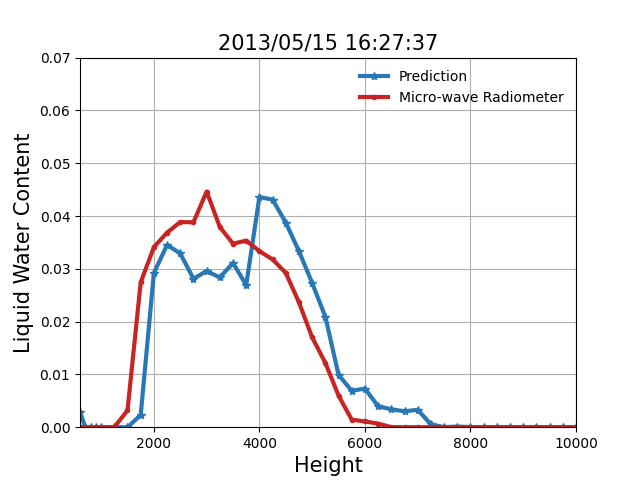 2013/05/15 16:27:37
Prediction
Micro-wave Radiometer
Liquid Water Content
0.07
0.06
0.05
0.04
0.03
0.02
0.01
0.00
2000 4000 6000 8000 10000
Height